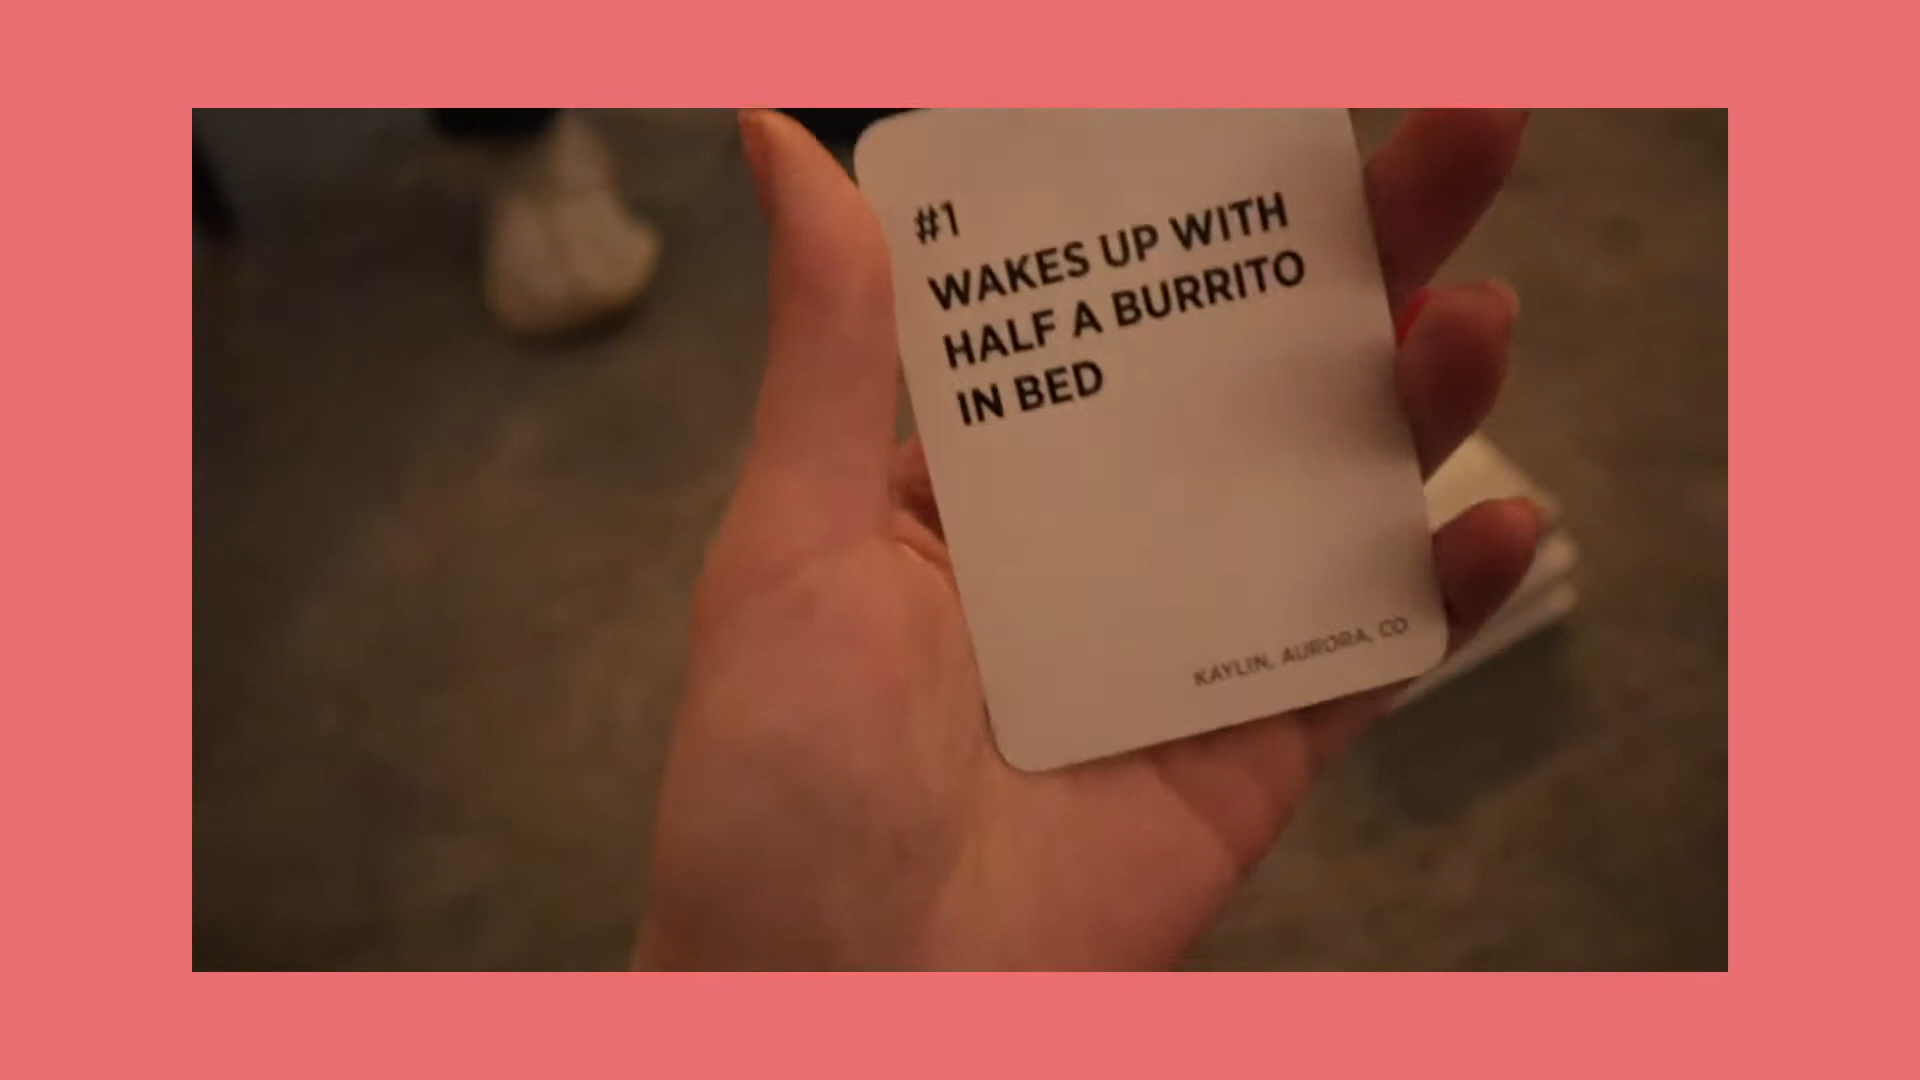 #1
WAKES UP WITH
HALF A BURRITO
IN BED
KAYLIN, AURORA, CO